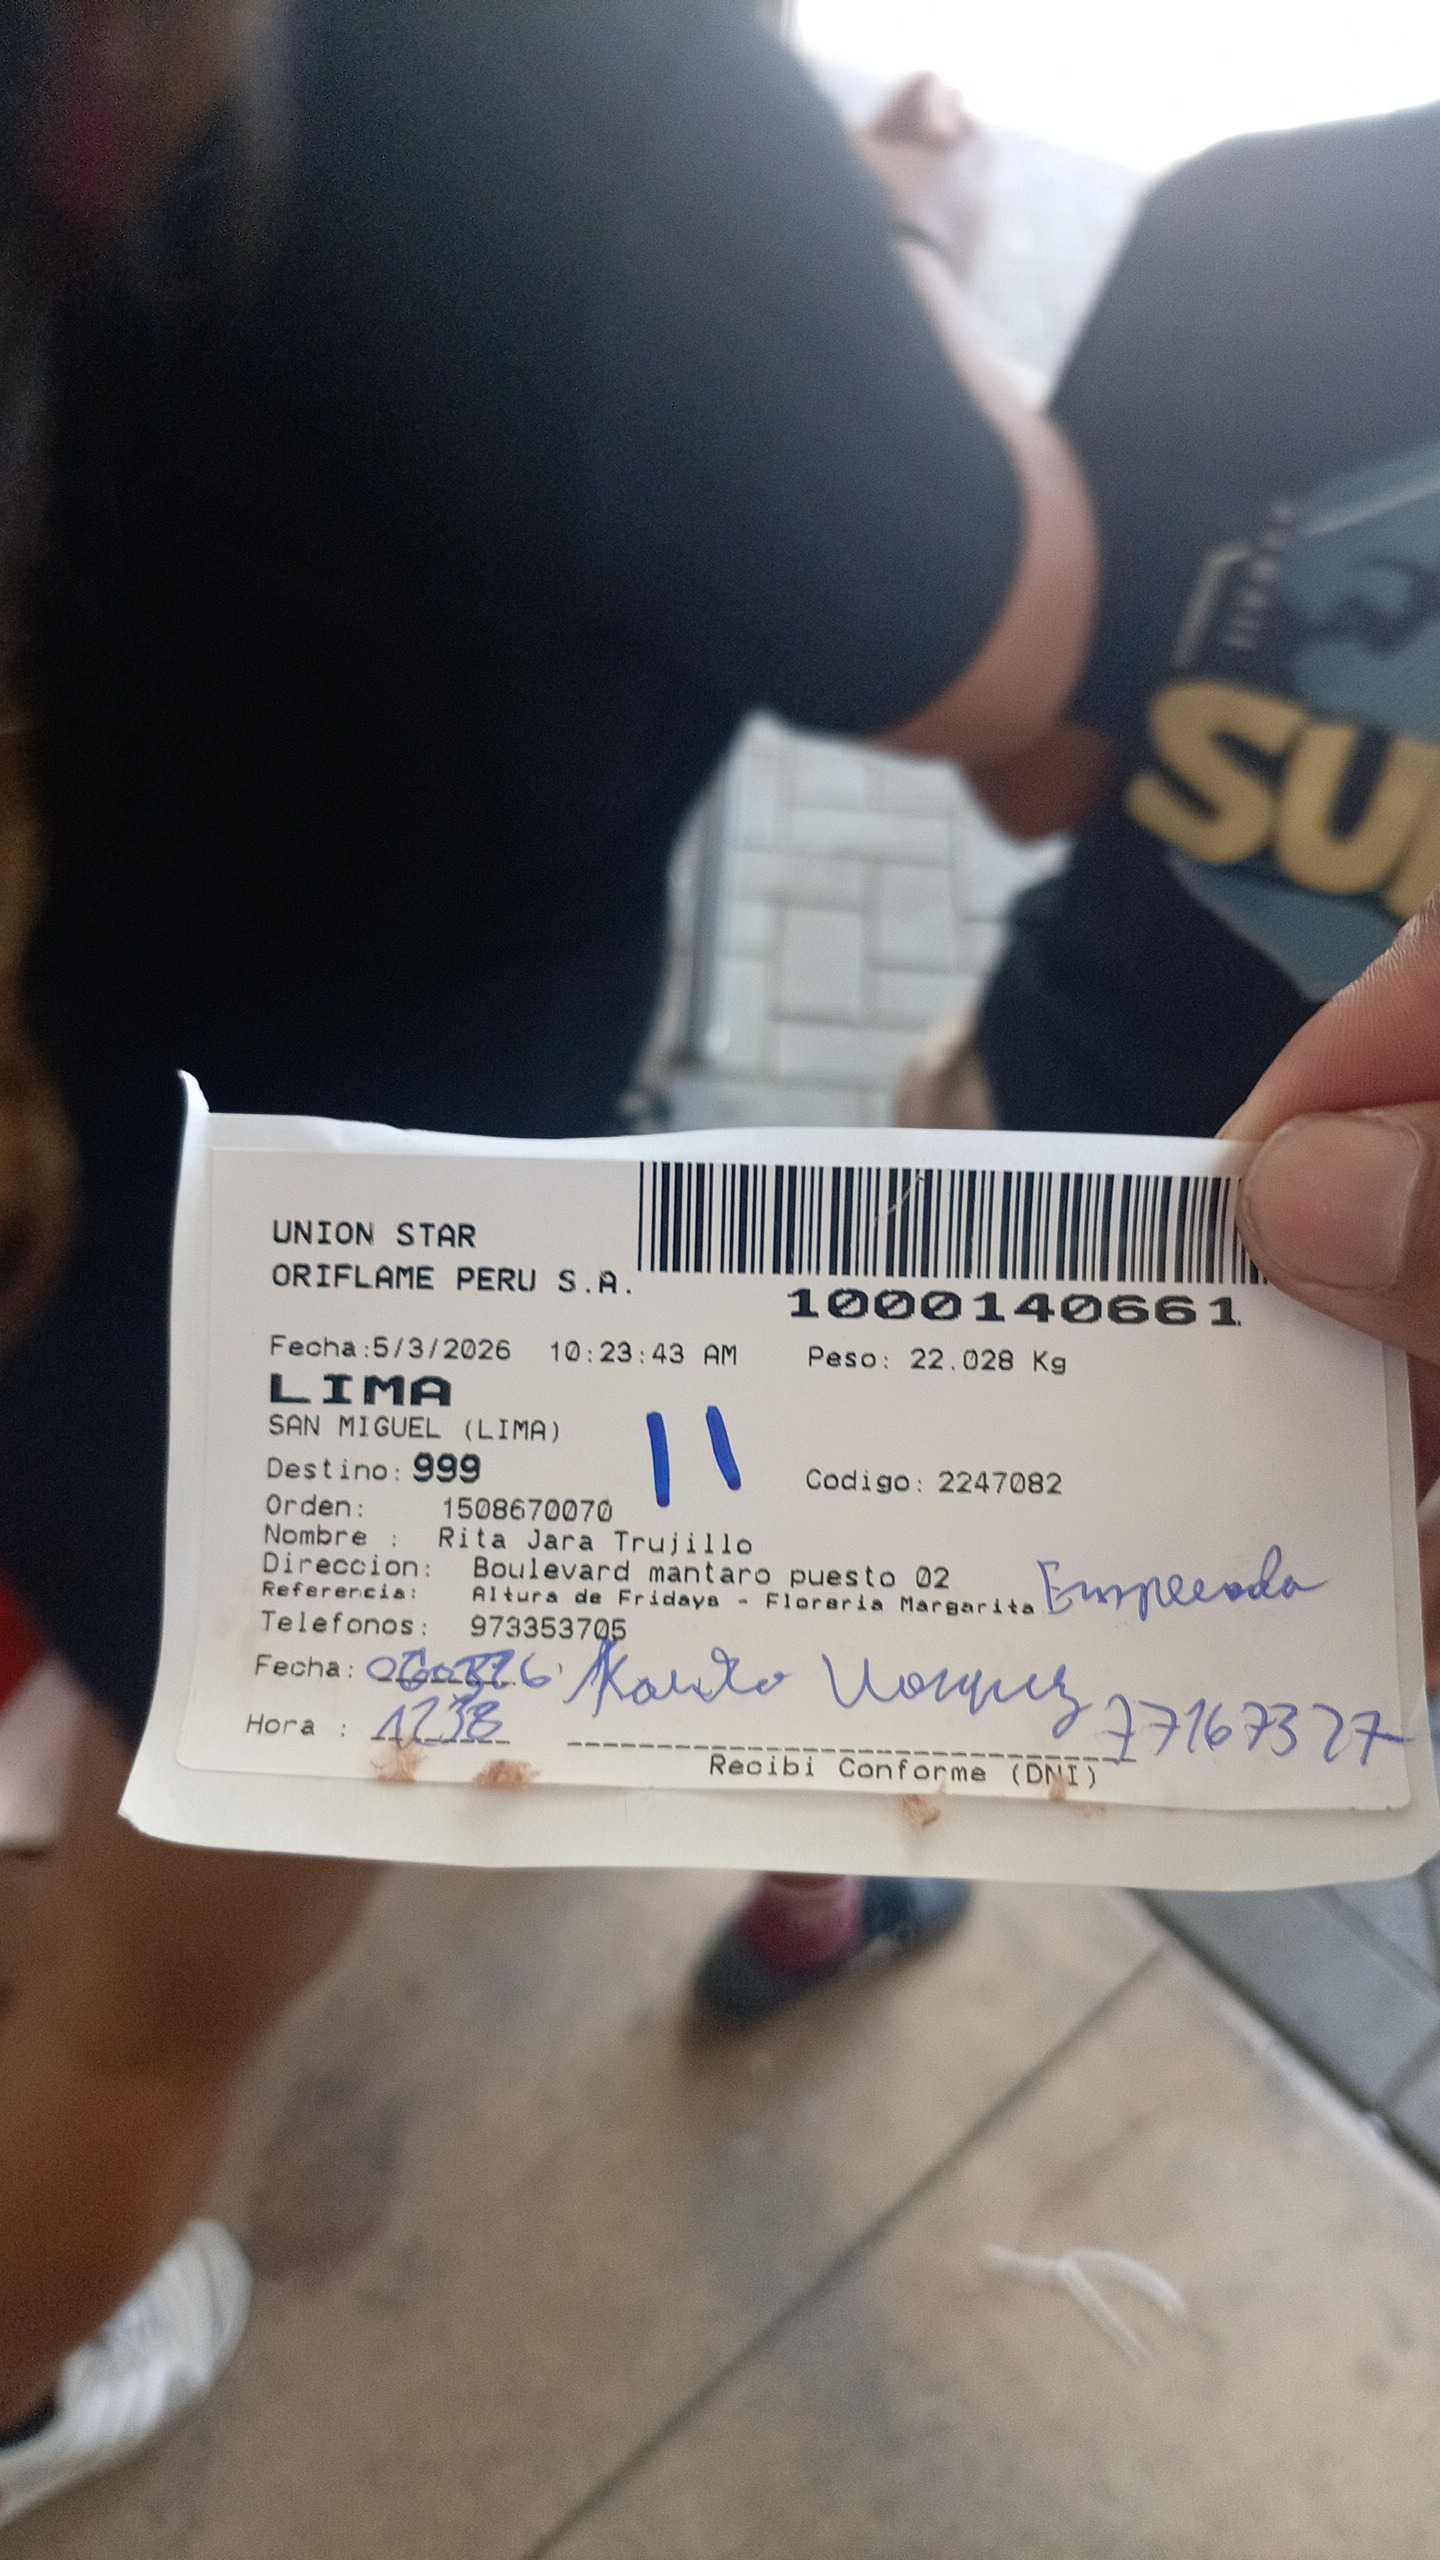 SU
UNION STAR
ORIFLAME PERU S.A.
1000140661
Fecha:5/3/2026 10:23:43 AM Peso: 22.028 Kg
LIMA
SAN MIGUEL (LIMA)
11
Destino: 999 Codigo: 2247082
Orden: 1508670070
Nombre : Rita Jara Trujillo
Direccion: Boulevard mantaro puesto 02
Referencia: Altura de Fridays - Floreria Margarita
Telefonos: 973353705
Fecha:
Hora : 1238 77167327
Recibi Conforme (DNI)